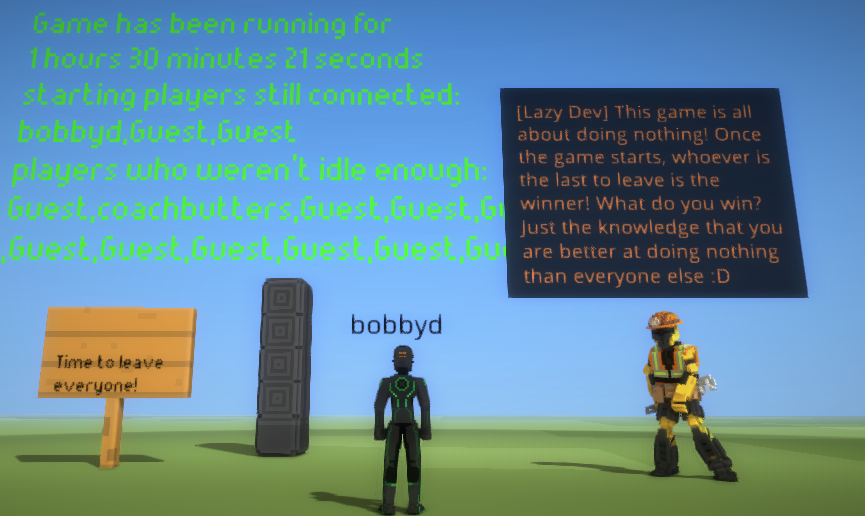 Game has been running for
1 hours 30 minutes 21 seconds
starting players still connected:
bobbyd,Guest,Guest
players who weren't idle enough:
Guest,coachbutters,Guest,Guest,
,Guest,Guest,Guest,Guest,Guest,
[Lazy Dev] This game is all
about doing nothing! Once
the game starts, whoever is
the last to leave is the
winner! What do you win?
Just the knowledge that you
are better at doing nothing
than everyone else :D
bobbyd
Time to leave
everyone!